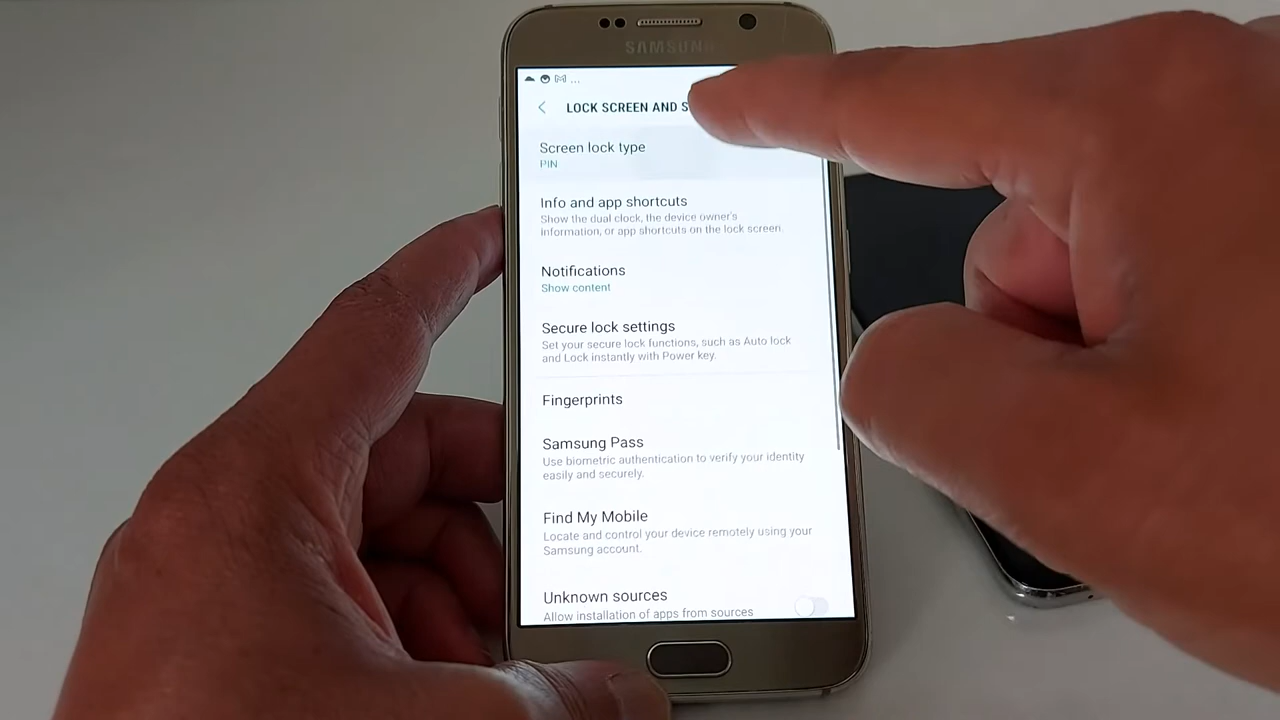 SAMSUNG
...
LOCK SCREEN AND S
Screen lock type
PIN
Info and app shortcuts
Show the dual clock, the device owner's
information, or app shortcuts on the lock screen.
Notifications
Show content
Secure lock settings
Set your secure lock functions, such as Auto lock
and Lock instantly with Power key.
Fingerprints
Samsung Pass
Use biometric authentication to verify your identity
easily and securely.
Find My Mobile
Locate and control your device remotely using your
Samsung account.
Unknown sources
Allow installation of apps from sources